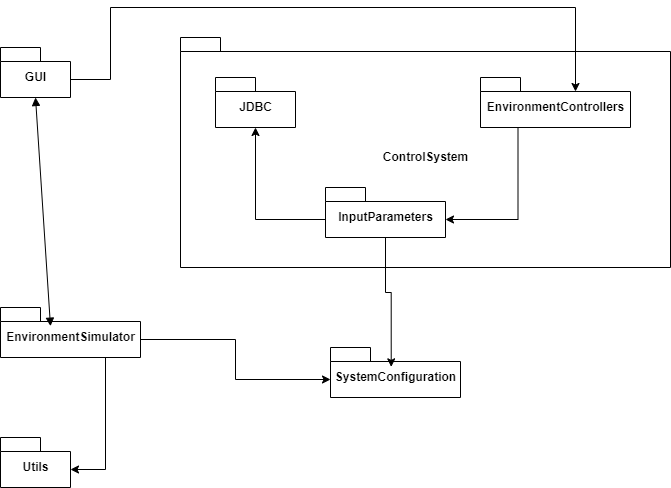 GUI
JDBC
EnvironmentControllers
ControlSystem
InputParameters
EnvironmentSimulator
SystemConfiguration
Utils